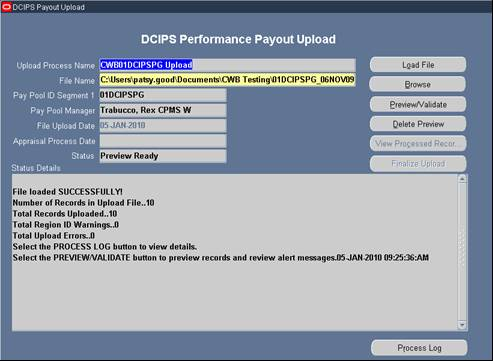 DCIPS Payout Upload
DCIPS Performance Payout Upload
Upload Process Name CWB01DCIPSPG Upload
Load File
File Name C:\Users\patsy.good\Documents\CWB Testing\01DCIPSPG_06NOV09
Browse
Pay Pool ID Segment 1 01DCIPSPG
Pay Pool Manager Trabucco, Rex CPMS W
Preview/Validate
File Upload Date 05-JAN-2010
Delete Preview
Appraisal Process Date
View Processed Recor...
Status Preview Ready
Finalize Upload
Status Details
File loaded SUCCESSFULLY!
Number of Records in Upload File..10
Total Records Uploaded..10
Total Region ID Warnings..0
Total Upload Errors..0
Select the PROCESS LOG button to view details.
Select the PREVIEW/VALIDATE button to preview records and review alert messages.05-JAN-2010 09:25:36:AM
Process Log